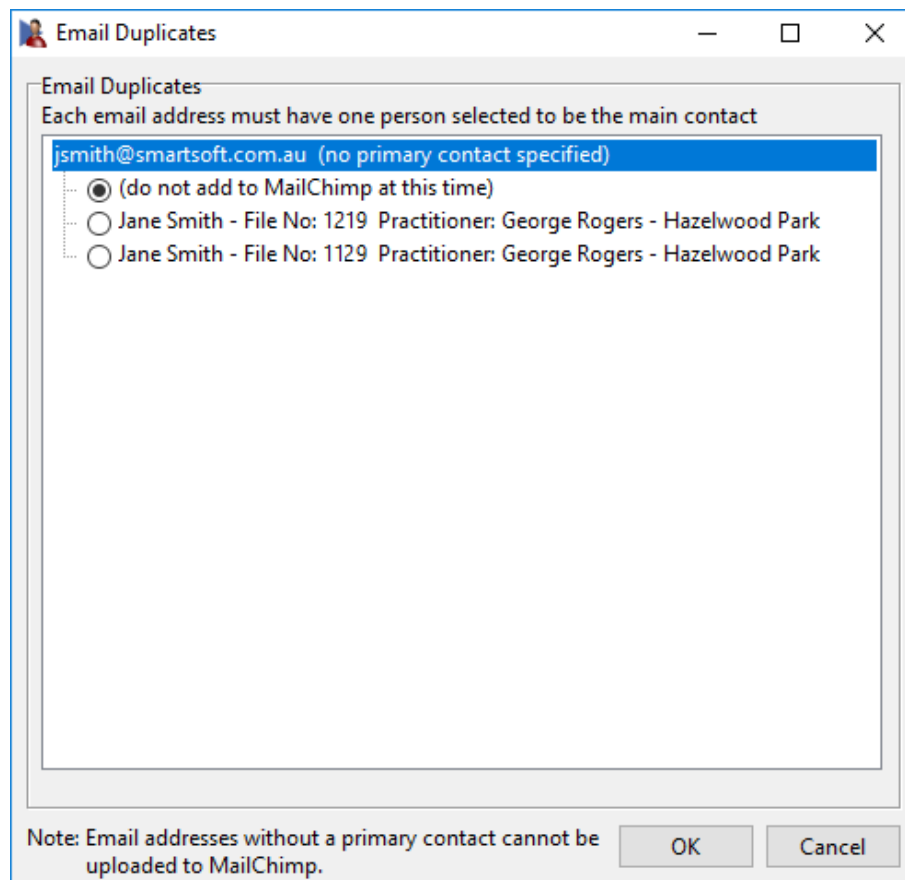 Email Duplicates
Email Duplicates
Each email address must have one person selected to be the main contact
jsmith@smartsoft.com.au (no primary contact specified)
(do not add to MailChimp at this time)
Jane Smith - File No: 1219 Practitioner: George Rogers - Hazelwood Park
Jane Smith - File No: 1129 Practitioner: George Rogers - Hazelwood Park
Note: Email addresses without a primary contact cannot be
uploaded to MailChimp.
OK
Cancel